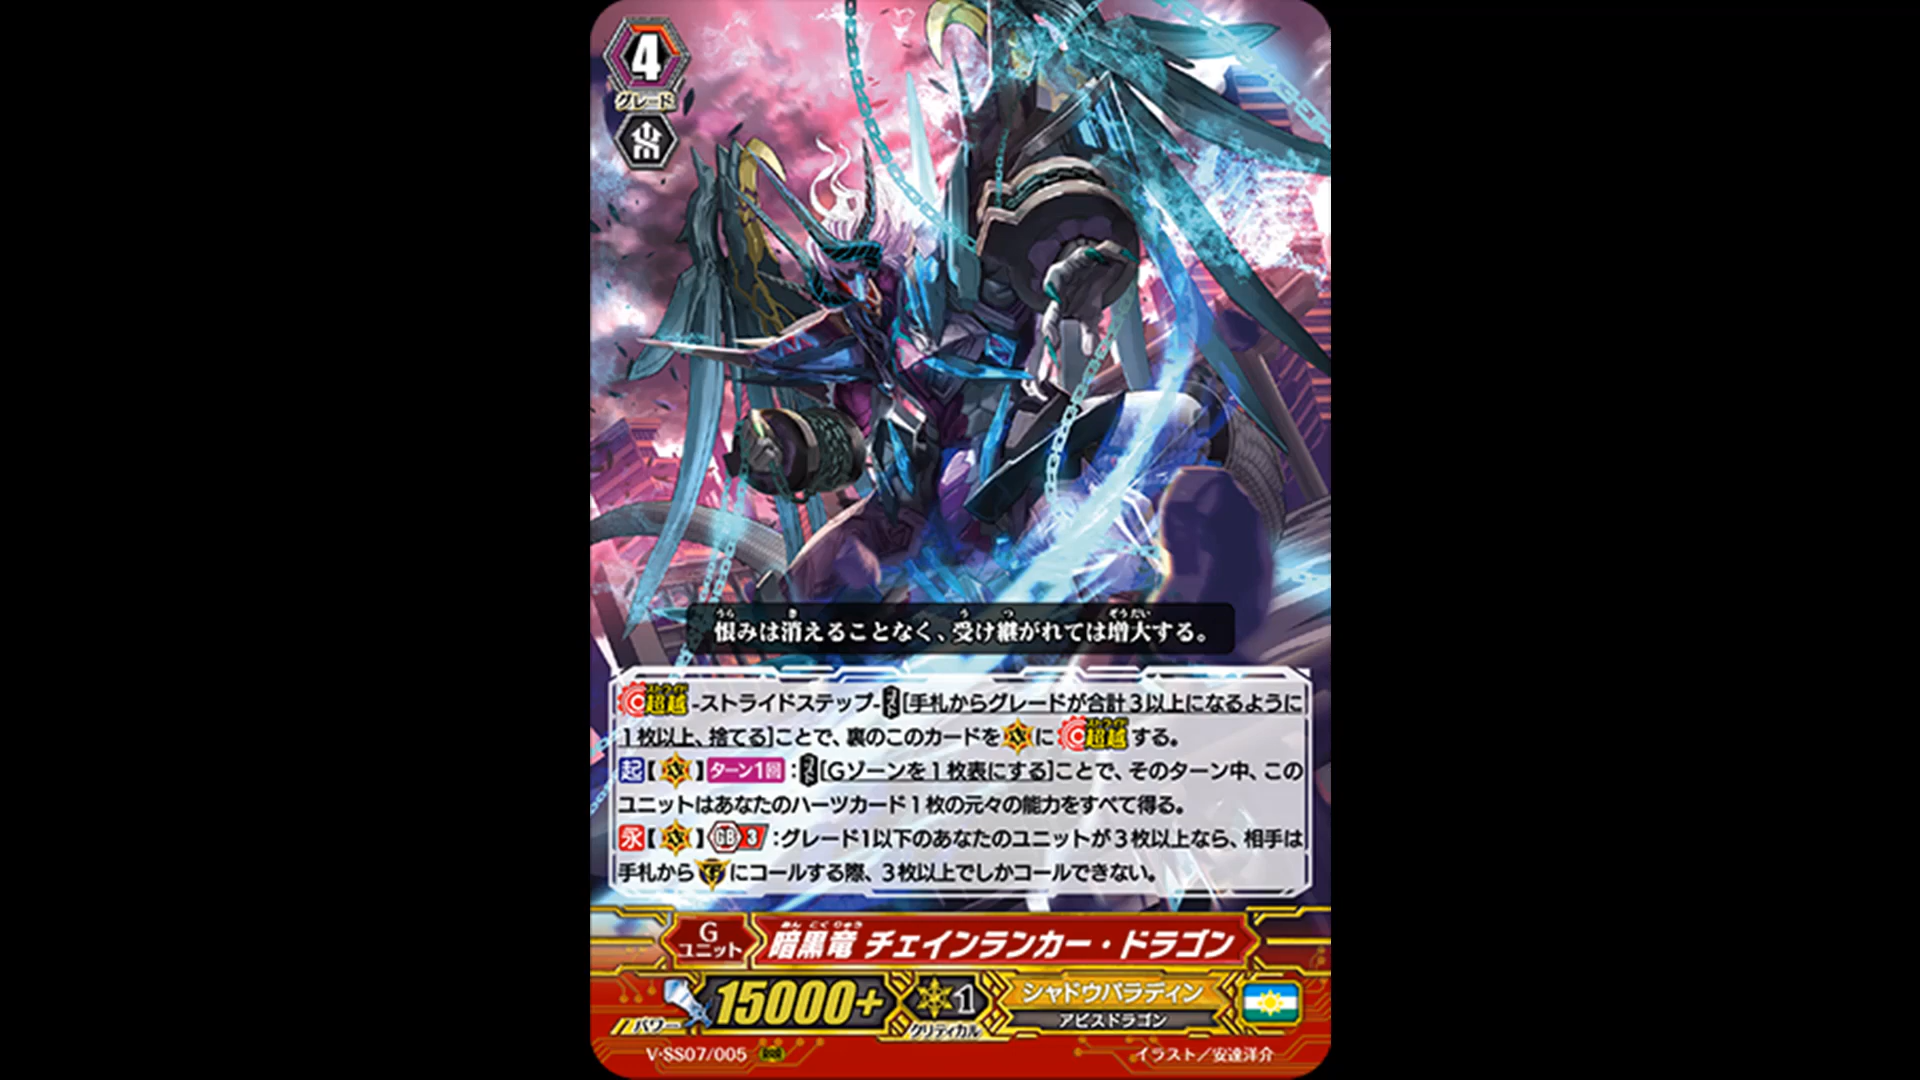 4
グレード
恨みは消えることなく、受け継がれては増大する。
超越-ストライドステップ-コスト[手札からグレードが合計３以上になるように
１枚以上、捨てる]ことで、裏のこのカードをVに超越する。
起【V】ターン1回：コスト[Gゾーンを１枚表にする]ことで、そのターン中、この
ユニットはあなたのハーツカード１枚の元々の能力をすべて得る。
永【V】GB3：グレード1以下のあなたのユニットが３枚以上なら、相手は
手札からGにコールする際、３枚以上でしかコールできない。
G
ユニット
暗黒竜 チェインランカー・ドラゴン
パワー 15000+ 1 クリティカル
シャドウパラディン
アビスドラゴン
V・SS07/005 RRR イラスト／安達洋介